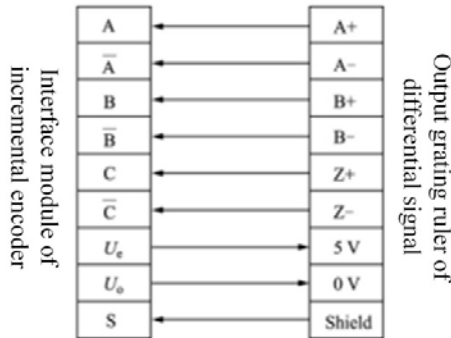 Interface module of
incremental encoder
A A+
A̅ A−
B B+
B̅ B−
C Z+
C̅ Z−
Uₑ 5 V
Uₒ 0 V
S Shield
Output grating ruler of
differential signal